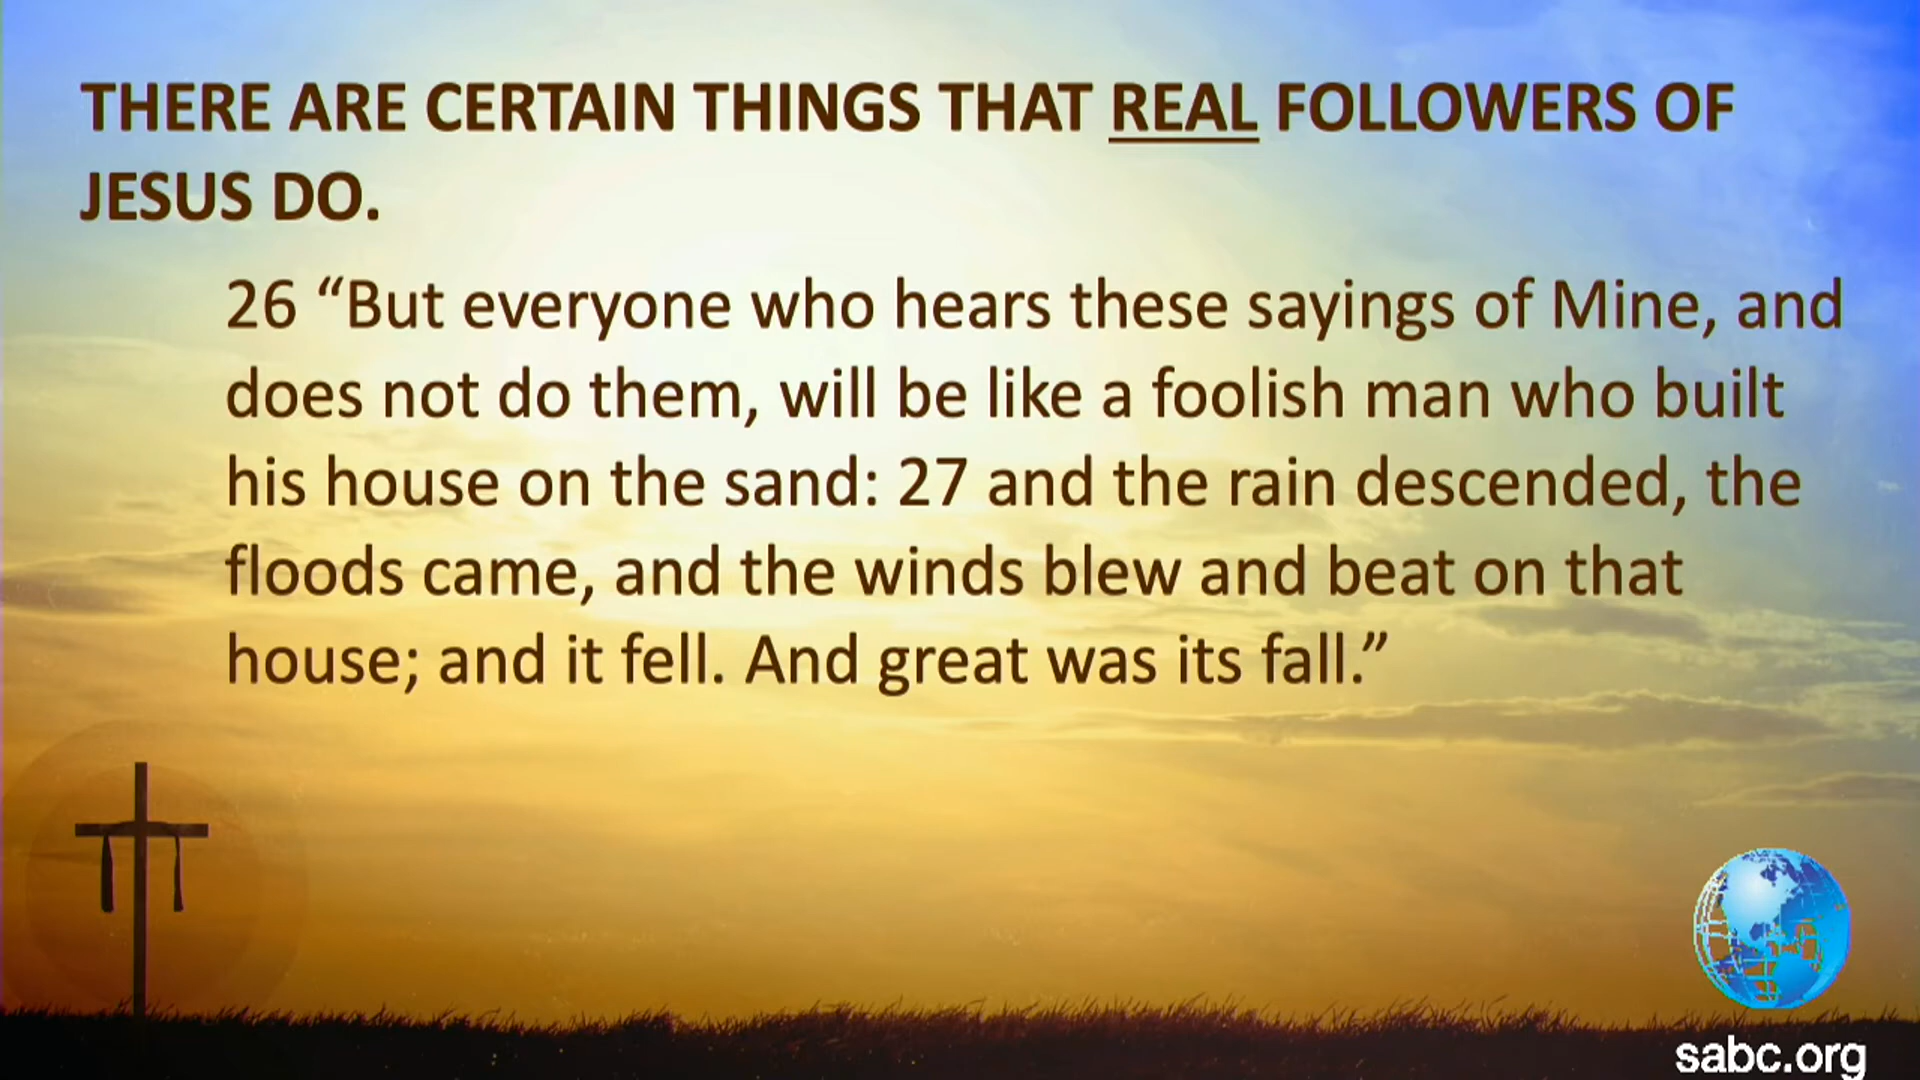 THERE ARE CERTAIN THINGS THAT REAL FOLLOWERS OF
JESUS DO.
26 “But everyone who hears these sayings of Mine, and
does not do them, will be like a foolish man who built
his house on the sand: 27 and the rain descended, the
floods came, and the winds blew and beat on that
house; and it fell. And great was its fall.”
sabc.org